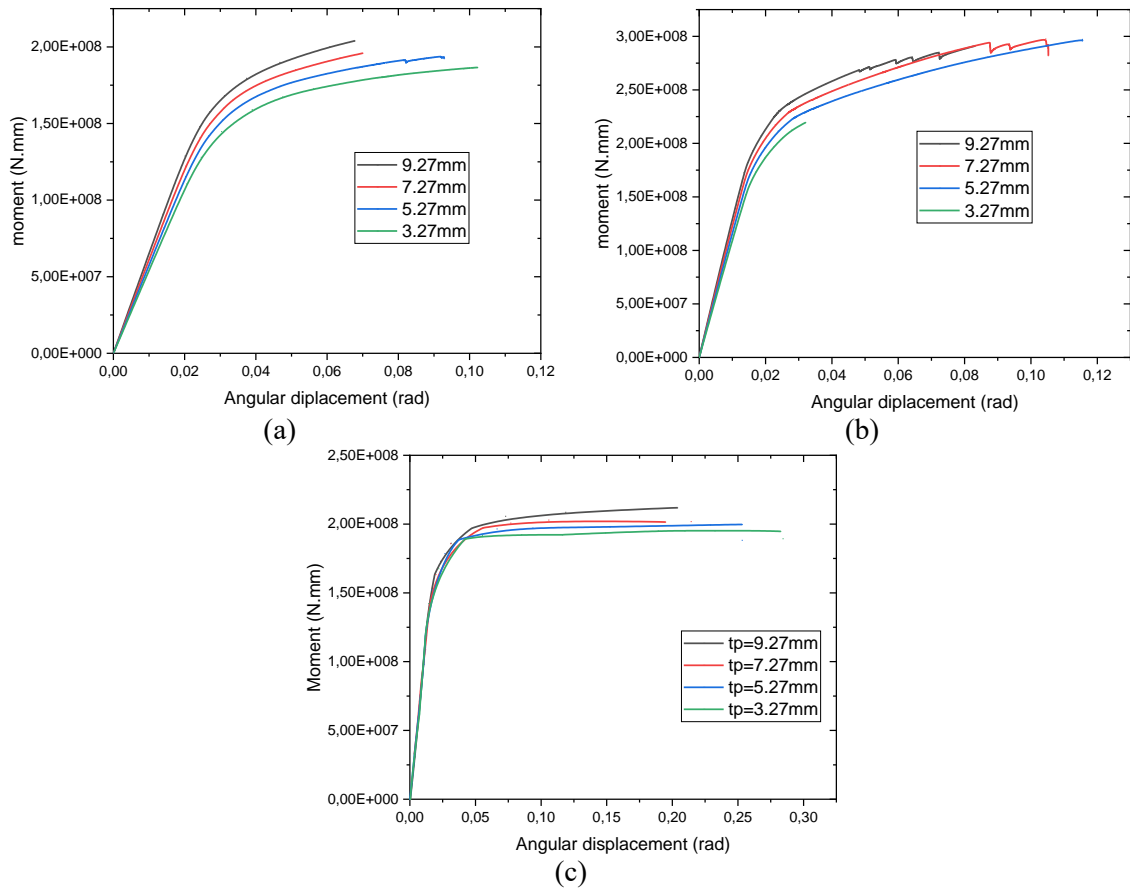 2,00E+008
1,50E+008
1,00E+008
5,00E+007
0,00E+000
moment (N.mm)
9.27mm
7.27mm
5.27mm
3.27mm
0,00 0,02 0,04 0,06 0,08 0,10 0,12
Angular diplacement (rad)
(a)
3,00E+008
2,50E+008
2,00E+008
1,50E+008
1,00E+008
5,00E+007
0,00E+000
moment (N.mm)
9.27mm
7.27mm
5.27mm
3.27mm
0,00 0,02 0,04 0,06 0,08 0,10 0,12
Angular diplacement (rad)
(b)
2,50E+008
2,00E+008
1,50E+008
1,00E+008
5,00E+007
0,00E+000
Moment (N.mm)
tp=9.27mm
tp=7.27mm
tp=5.27mm
tp=3.27mm
0,00 0,05 0,10 0,15 0,20 0,25 0,30
Angular displacement (rad)
(c)